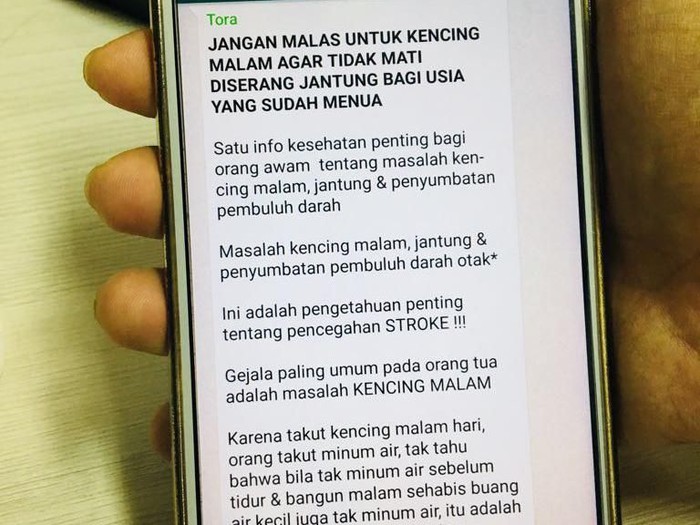 Tora
JANGAN MALAS UNTUK KENCING
MALAM AGAR TIDAK MATI
DISERANG JANTUNG BAGI USIA
YANG SUDAH MENUA
Satu info kesehatan penting bagi
orang awam tentang masalah ken-
cing malam, jantung & penyumbatan
pembuluh darah
Masalah kencing malam, jantung &
penyumbatan pembuluh darah otak*
Ini adalah pengetahuan penting
tentang pencegahan STROKE !!!
Gejala paling umum pada orang tua
adalah masalah KENCING MALAM
Karena takut kencing malam hari,
orang takut minum air, tak tahu
bahwa bila tak minum air sebelum
tidur & bangun malam sehabis buang
air kecil juga tak minum air, itu adalah